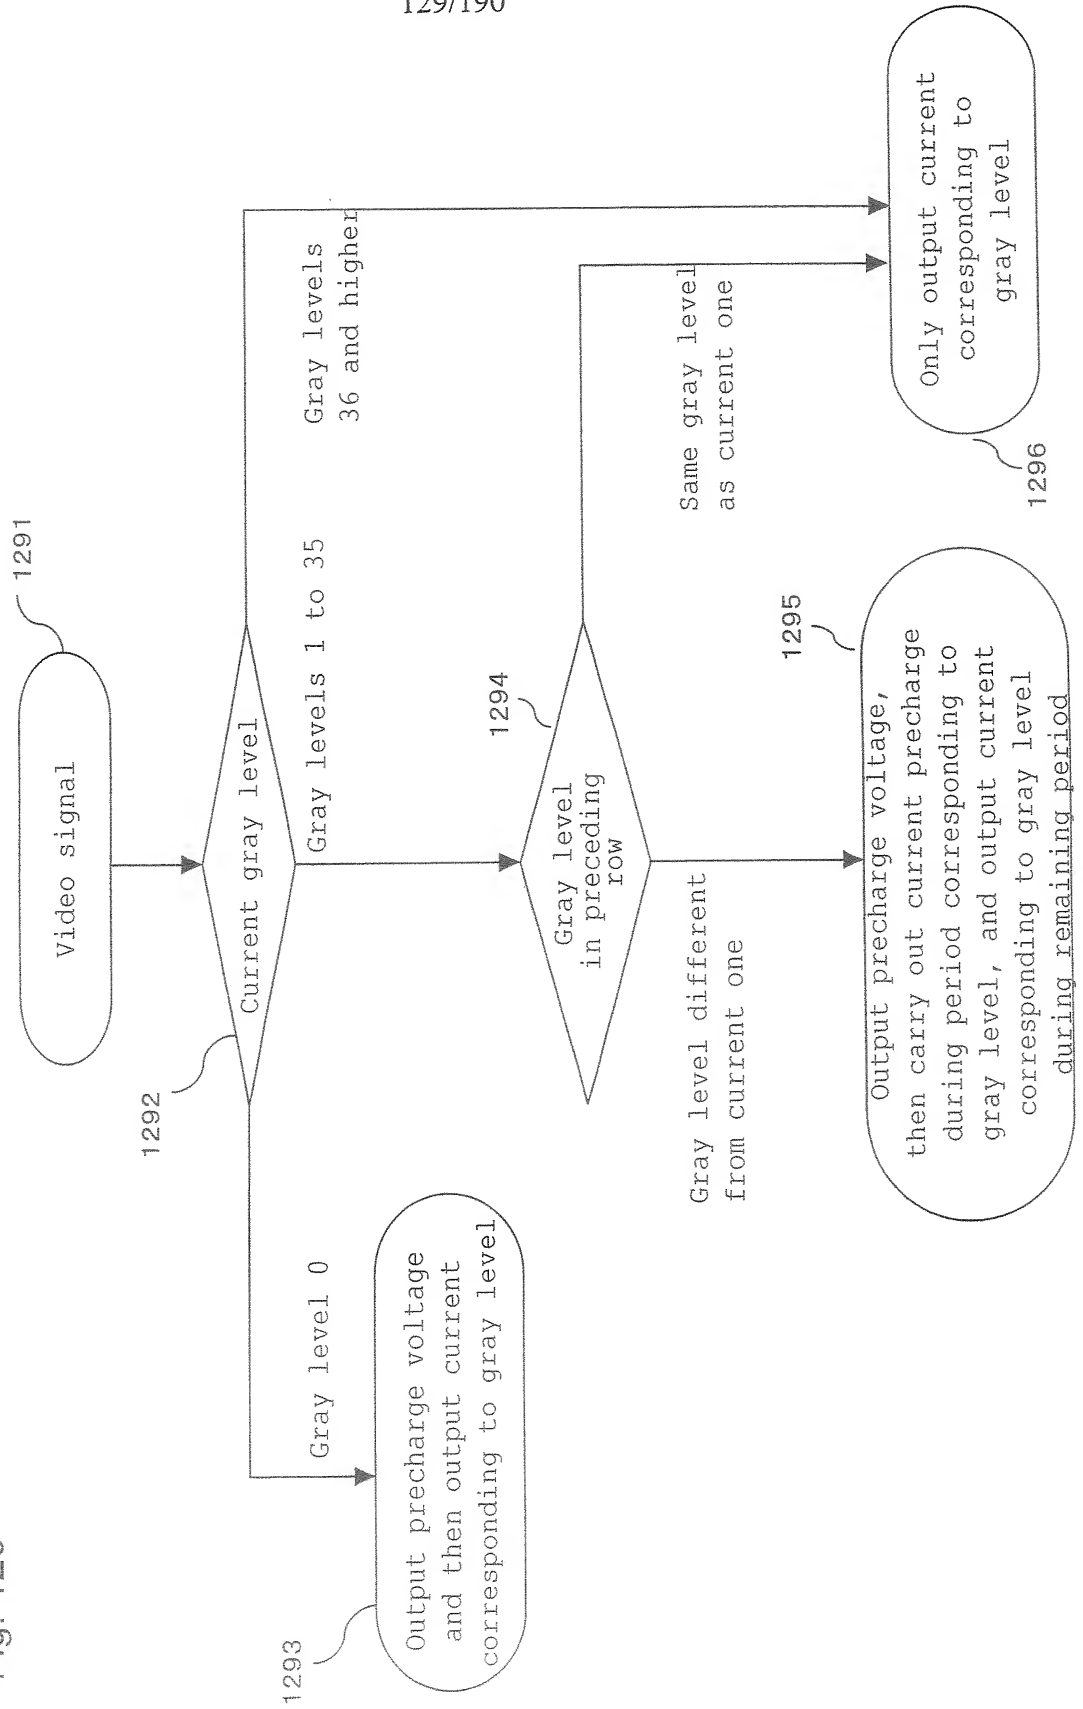 129/190
Video signal
1291
Current gray level
1292
Gray level 0
Gray levels 1 to 35
Gray levels
36 and higher
Output precharge voltage
and then output current
corresponding to gray level
1293
Gray level
in preceding
row
1294
Gray level different
from current one
Same gray level
as current one
Output precharge voltage,
then carry out current precharge
during period corresponding to
gray level, and output current
corresponding to gray level
during remaining period
1295
Only output current
corresponding to
gray level
1296